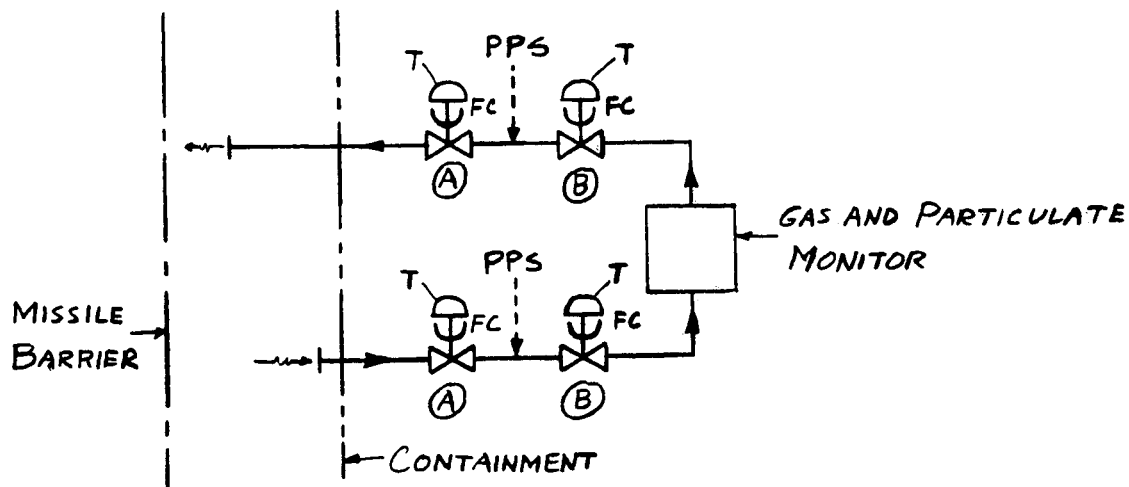 PPS
T
T
FC
FC
A
B
GAS AND PARTICULATE
MONITOR
PPS
T
T
FC
FC
MISSILE
BARRIER
A
B
CONTAINMENT